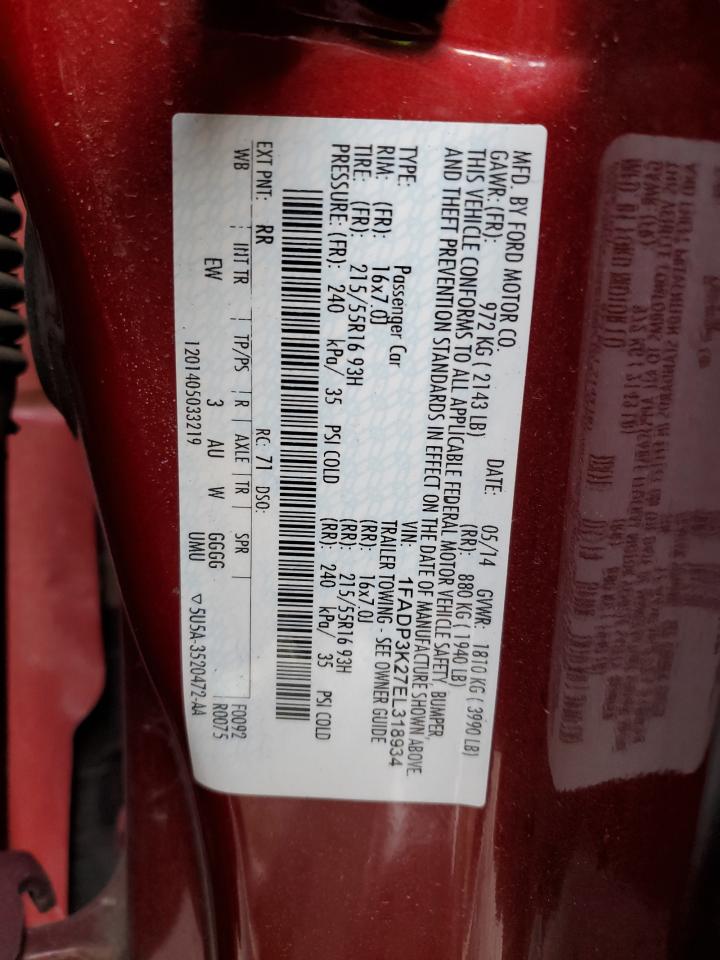 MFD. BY FORD MOTOR CO. DATE: 05/14 GVWR: 1810 KG ( 3990 LB)
GAWR:(FR): 972 KG ( 2143 LB) (RR): 880 KG ( 1940 LB)
THIS VEHICLE CONFORMS TO ALL APPLICABLE FEDERAL MOTOR VEHICLE SAFETY, BUMPER,
AND THEFT PREVENTION STANDARDS IN EFFECT ON THE DATE OF MANUFACTURE SHOWN ABOVE.
VIN: 1FADP3K27EL318934
TYPE: Passenger Car TRAILER TOWING - SEE OWNER GUIDE
RIM: (FR): 16x7.0J (RR): 16x7.0J
TIRE: (FR): 215/55R16 93H (RR): 215/55R16 93H
PRESSURE: (FR): 240 kPa/ 35 PSI COLD (RR): 240 kPa/ 35 PSI COLD
EXT PNT: RR RC: 71 DSO: F0092
WB INT TR TP/PS R AXLE TR SPR R0075
EW 3 AU W GGGG
1201405033219 UMU ▽5U5A-3520472-AA